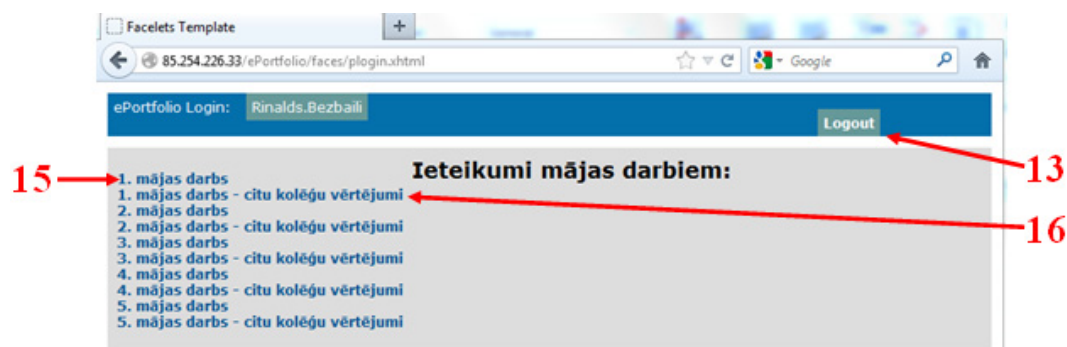 Facelets Template
+
85.254.226.33/ePortfolio/faces/plogin.xhtml
Google
ePortfolio Login: Rinalds.Bezbaili
Logout
13
Ieteikumi mājas darbiem:
15
1. mājas darbs
1. mājas darbs - citu kolēģu vērtējumi
16
2. mājas darbs
2. mājas darbs - citu kolēģu vērtējumi
3. mājas darbs
3. mājas darbs - citu kolēģu vērtējumi
4. mājas darbs
4. mājas darbs - citu kolēģu vērtējumi
5. mājas darbs
5. mājas darbs - citu kolēģu vērtējumi